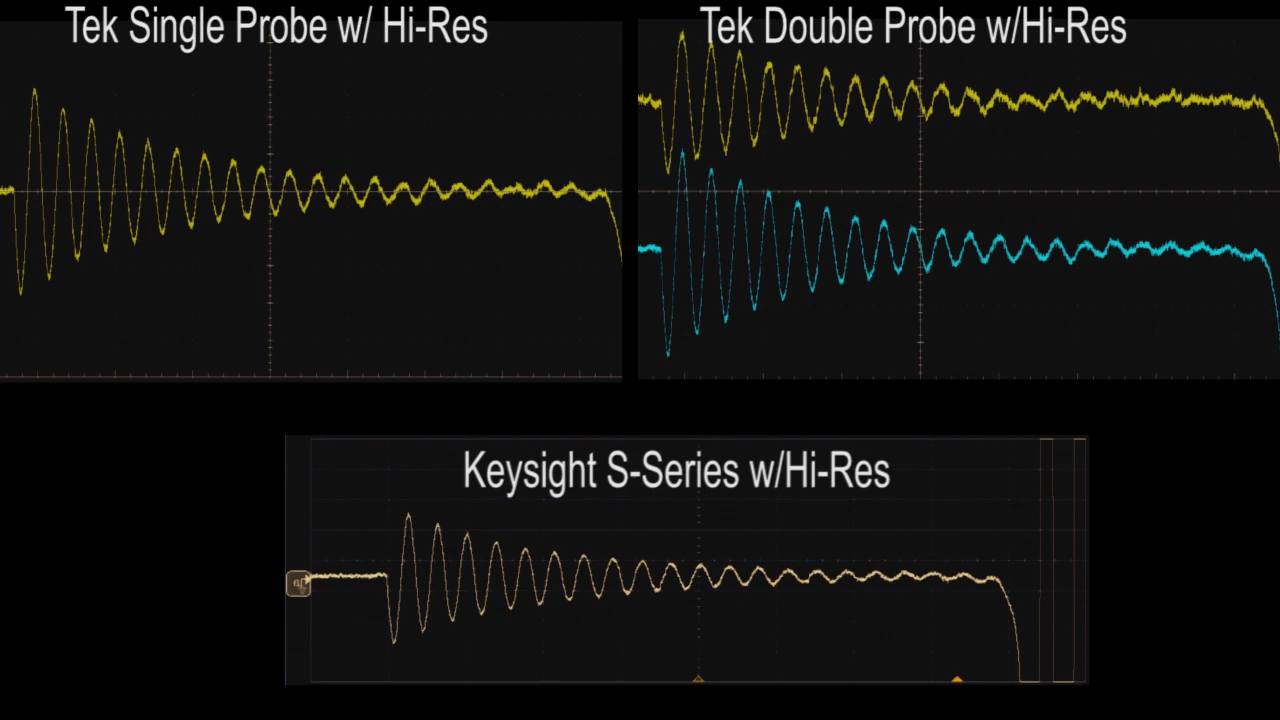 Tek Single Probe w/ Hi-Res
Tek Double Probe w/Hi-Res
Keysight S-Series w/Hi-Res